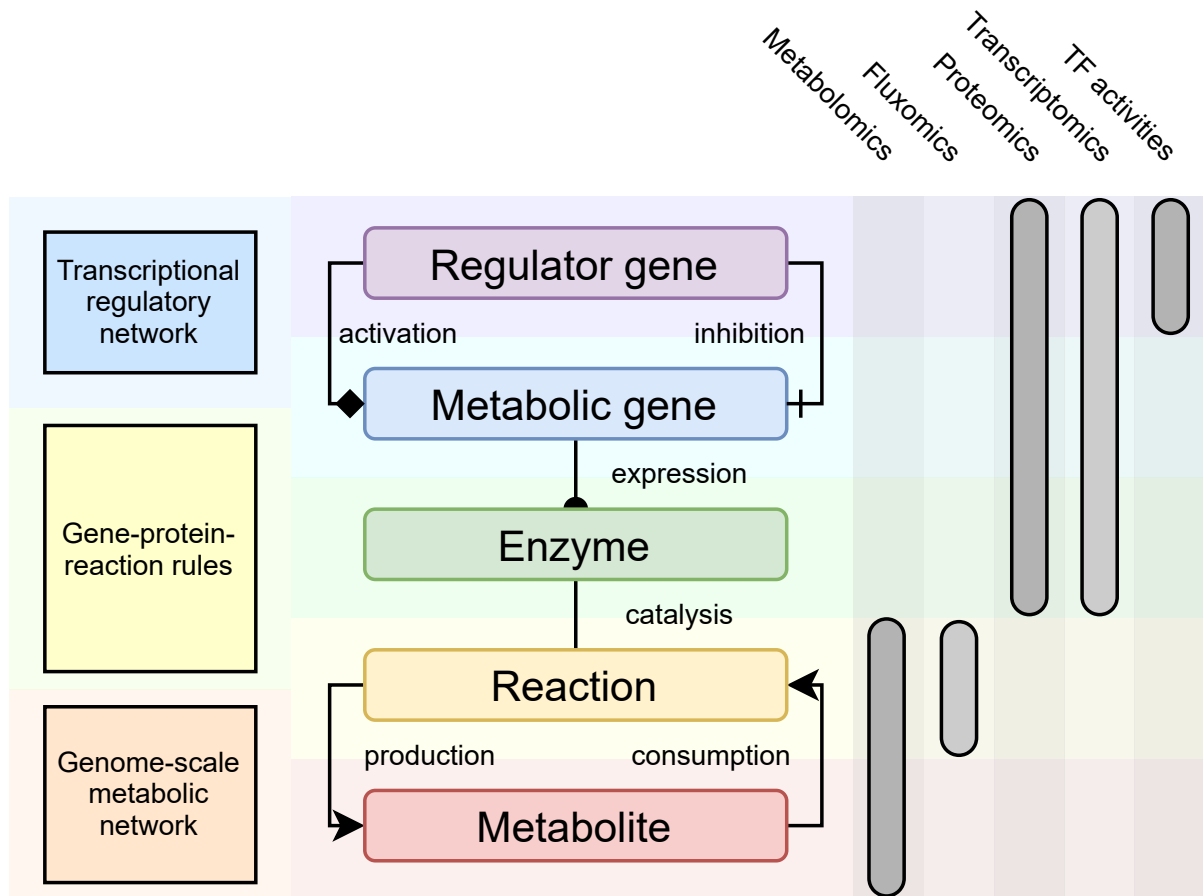 Metabolomics
Fluxomics
Proteomics
Transcriptomics
TF activities
Transcriptional
regulatory
network
Regulator gene
activation
inhibition
Metabolic gene
expression
Gene-protein-
reaction rules
Enzyme
catalysis
Reaction
production
consumption
Genome-scale
metabolic
network
Metabolite